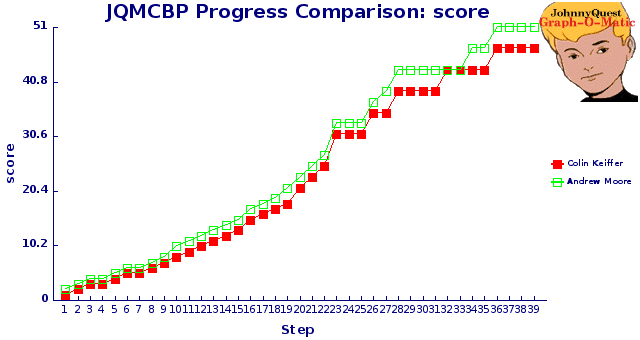 JQMCBP Progress Comparison: score
JohnnyQuest
Graph-O-Matic
51
40.8
30.6
20.4
10.2
0
score
1 2 3 4 5 6 7 8 9 10 11 12 13 14 15 16 17 18 19 20 21 22 23 24 25 26 27 28 29 30 31 32 33 34 35 36 37 38 39
Step
Colin Keiffer
Andrew Moore